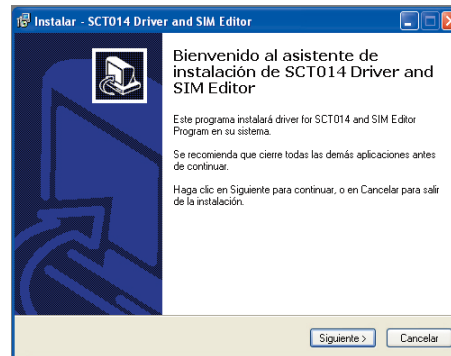 Instalar - SCT014 Driver and SIM Editor
Bienvenido al asistente de
instalación de SCT014 Driver and
SIM Editor
Este programa instalará driver for SCT014 and SIM Editor
Program en su sistema.
Se recomienda que cierre todas las demás aplicaciones antes
de continuar.
Haga clic en Siguiente para continuar, o en Cancelar para salir
de la instalación.
Siguiente >
Cancelar